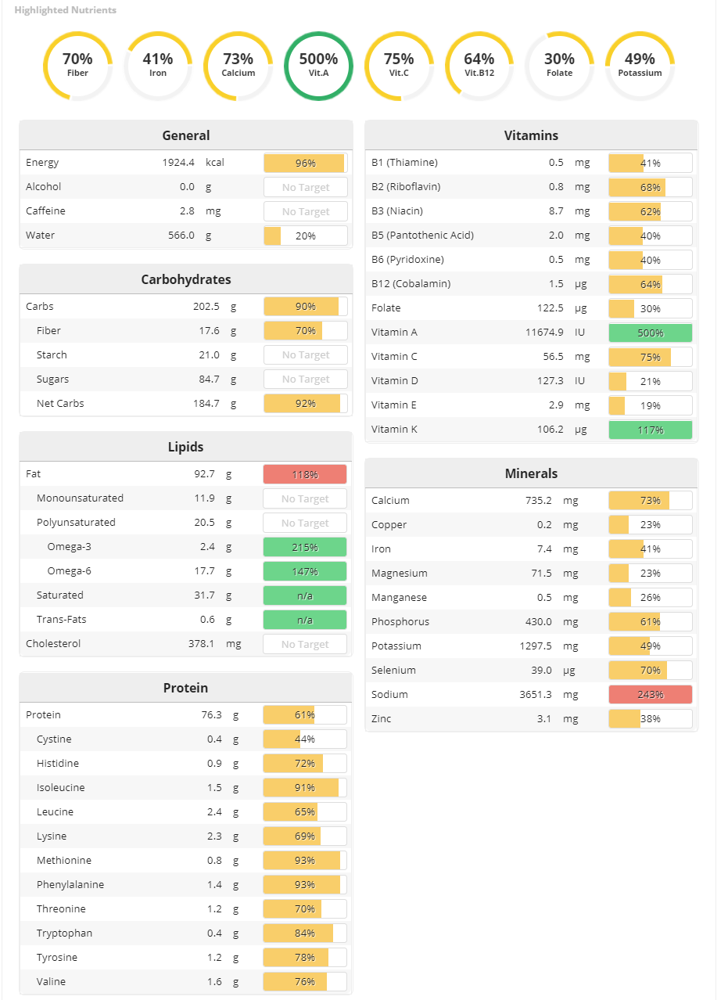 Highlighted Nutrients
70% Fiber
41% Iron
73% Calcium
500% Vit.A
75% Vit.C
64% Vit.B12
30% Folate
49% Potassium
General
Energy 1924.4 kcal 96%
Alcohol 0.0 g No Target
Caffeine 2.8 mg No Target
Water 566.0 g 20%
Carbohydrates
Carbs 202.5 g 90%
Fiber 17.6 g 70%
Starch 21.0 g No Target
Sugars 84.7 g No Target
Net Carbs 184.7 g 92%
Lipids
Fat 92.7 g 118%
Monounsaturated 11.9 g No Target
Polyunsaturated 20.5 g No Target
Omega-3 2.4 g 215%
Omega-6 17.7 g 147%
Saturated 31.7 g n/a
Trans-Fats 0.6 g n/a
Cholesterol 378.1 mg No Target
Protein
Protein 76.3 g 61%
Cystine 0.4 g 44%
Histidine 0.9 g 72%
Isoleucine 1.5 g 91%
Leucine 2.4 g 65%
Lysine 2.3 g 69%
Methionine 0.8 g 93%
Phenylalanine 1.4 g 93%
Threonine 1.2 g 70%
Tryptophan 0.4 g 84%
Tyrosine 1.2 g 78%
Valine 1.6 g 76%
Vitamins
B1 (Thiamine) 0.5 mg 41%
B2 (Riboflavin) 0.8 mg 68%
B3 (Niacin) 8.7 mg 62%
B5 (Pantothenic Acid) 2.0 mg 40%
B6 (Pyridoxine) 0.5 mg 40%
B12 (Cobalamin) 1.5 µg 64%
Folate 122.5 µg 30%
Vitamin A 11674.9 IU 500%
Vitamin C 56.5 mg 75%
Vitamin D 127.3 IU 21%
Vitamin E 2.9 mg 19%
Vitamin K 106.2 µg 117%
Minerals
Calcium 735.2 mg 73%
Copper 0.2 mg 23%
Iron 7.4 mg 41%
Magnesium 71.5 mg 23%
Manganese 0.5 mg 26%
Phosphorus 430.0 mg 61%
Potassium 1297.5 mg 49%
Selenium 39.0 µg 70%
Sodium 3651.3 mg 243%
Zinc 3.1 mg 38%